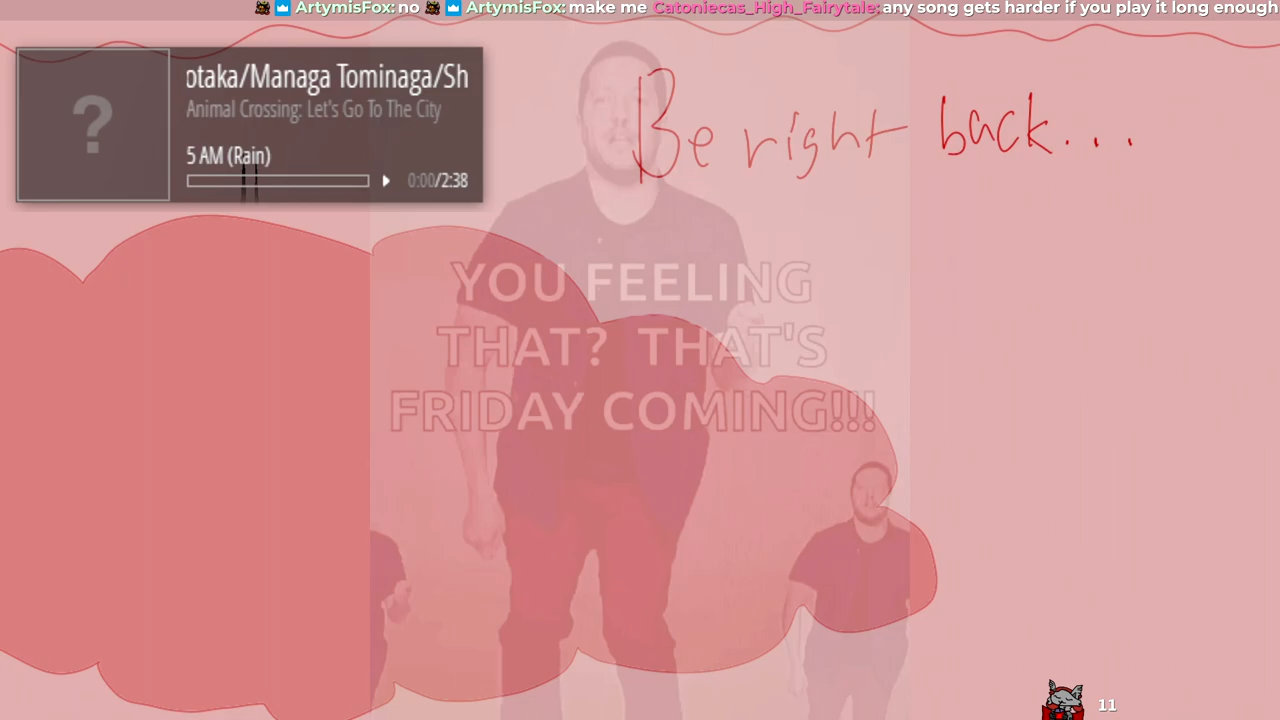 ArtymisFox: no ArtymisFox: make me Catoniecas_High_Fairytale: any song gets harder if you play it long enough
otaka/Managa Tominaga/Sh
Animal Crossing: Let's Go To The City
5 AM (Rain)
0:00/2:38
?
Be right back...
YOU FEELING
THAT? THAT'S
FRIDAY COMING!!!
11